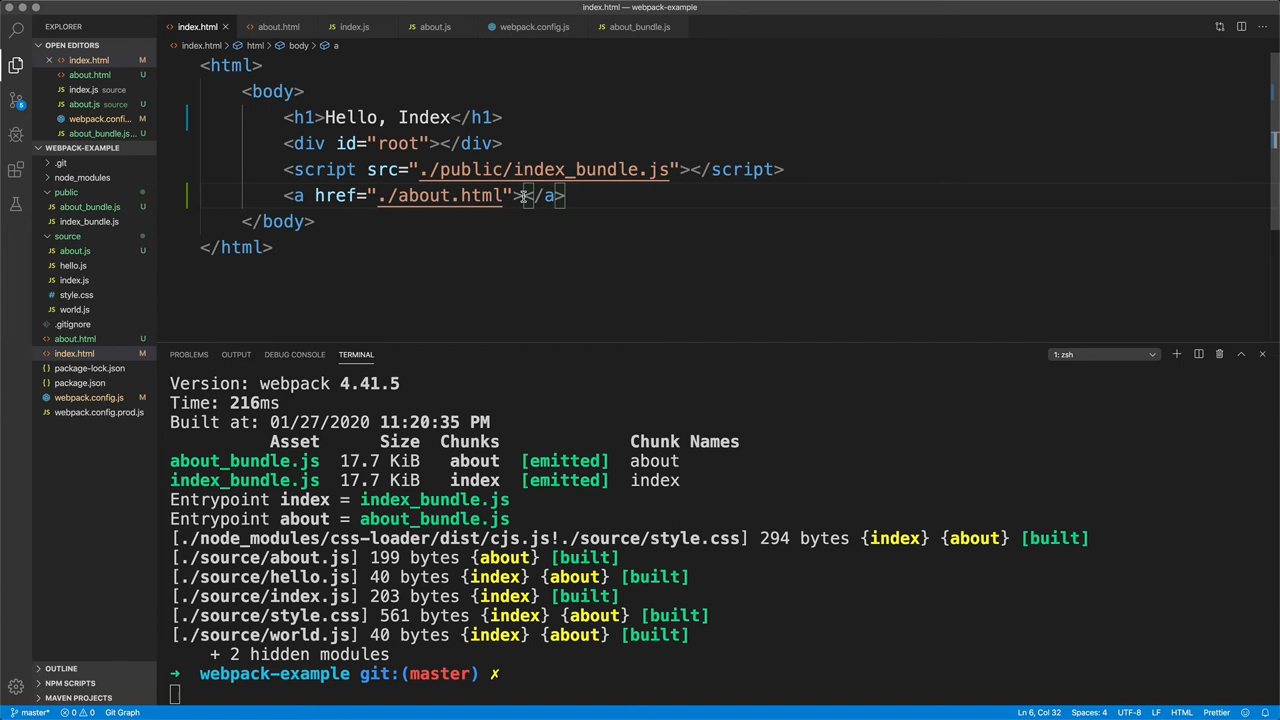 index.html — webpack-example
EXPLORER
OPEN EDITORS
index.html M
about.html U
index.js source
about.js source U
webpack.confi... M
about_bundle.js... U
WEBPACK-EXAMPLE
.git
node_modules
public
about_bundle.js U
index_bundle.js
source
about.js U
hello.js
index.js
style.css
world.js
.gitignore
about.html U
index.html M
package-lock.json
package.json
webpack.config.js M
webpack.config.prod.js
OUTLINE
NPM SCRIPTS
MAVEN PROJECTS
5
index.html about.html index.js about.js webpack.config.js about_bundle.js
index.html html body a
<html>
<body>
<h1>Hello, Index</h1>
<div id="root"></div>
<script src="./public/index_bundle.js"></script>
<a href="./about.html"></a>
</body>
</html>
PROBLEMS OUTPUT DEBUG CONSOLE TERMINAL 1: zsh
Version: webpack 4.41.5
Time: 216ms
Built at: 01/27/2020 11:20:35 PM
Asset Size Chunks Chunk Names
about_bundle.js 17.7 KiB about [emitted] about
index_bundle.js 17.7 KiB index [emitted] index
Entrypoint index = index_bundle.js
Entrypoint about = about_bundle.js
[./node_modules/css-loader/dist/cjs.js!./source/style.css] 294 bytes {index} {about} [built]
[./source/about.js] 199 bytes {about} [built]
[./source/hello.js] 40 bytes {index} {about} [built]
[./source/index.js] 203 bytes {index} [built]
[./source/style.css] 561 bytes {index} {about} [built]
[./source/world.js] 40 bytes {index} {about} [built]
+ 2 hidden modules
➜ webpack-example git:(master) ✗
master* 0 0 Git Graph Ln 6, Col 32 Spaces: 4 UTF-8 LF HTML Prettier